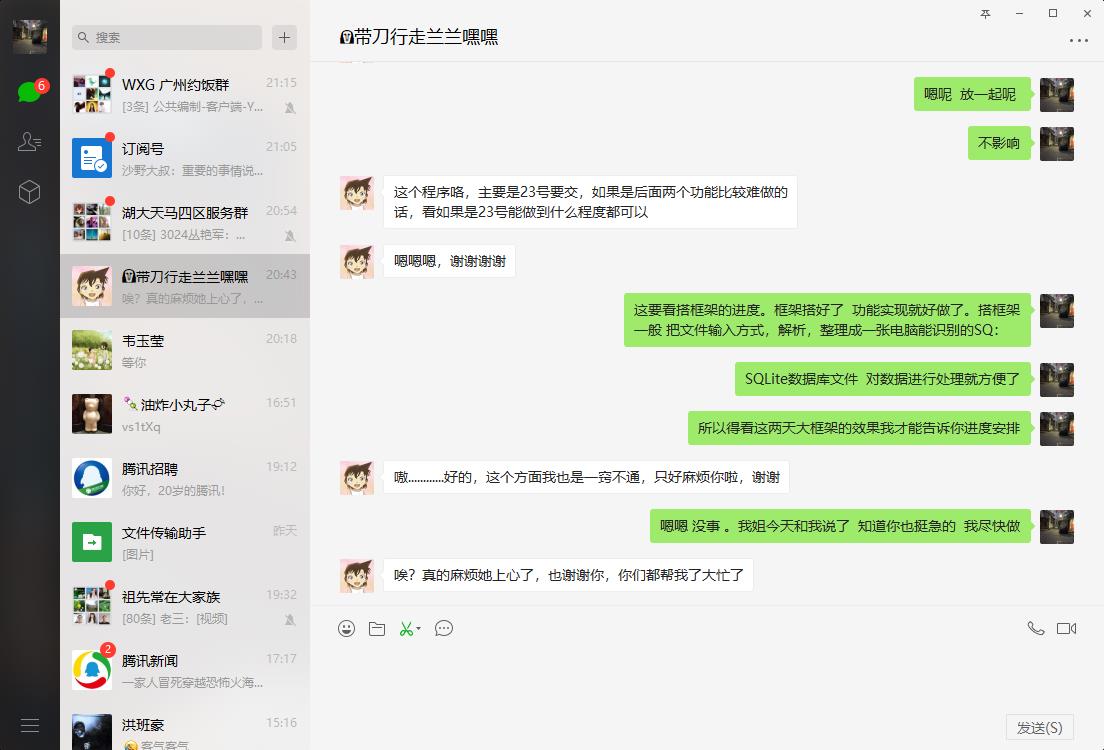 搜索
6
WXG 广州约饭群
21:15
[3条] 公共编制-客户端-Y...
订阅号
21:05
沙野大叔：重要的事情说...
湖大天马四区服务群
20:54
[10条] 3024丛艳军：...
带刀行走兰兰嘿嘿
20:43
唉？真的麻烦她上心了，...
韦玉莹
20:18
等你
油炸小丸子
16:51
vs1tXq
腾讯招聘
19:12
你好，20岁的腾讯！
文件传输助手
昨天
[图片]
祖先常在大家族
19:32
[80条] 老三：[视频]
2
腾讯新闻
17:17
一家人冒死穿越恐怖火海...
洪班豪
15:16
客气客气
带刀行走兰兰嘿嘿
嗯呢 放一起呢
不影响
这个程序咯，主要是23号要交，如果是后面两个功能比较难做的
话，看如果是23号能做到什么程度都可以
嗯嗯嗯，谢谢谢谢
这要看搭框架的进度。框架搭好了 功能实现就好做了。搭框架
一般 把文件输入方式，解析，整理成一张电脑能识别的SQ：
SQLite数据库文件 对数据进行处理就方便了
所以得看这两天大框架的效果我才能告诉你进度安排
嗷............好的，这个方面我也是一窍不通，只好麻烦你啦，谢谢
嗯嗯 没事 。我姐今天和我说了 知道你也挺急的 我尽快做
唉？真的麻烦她上心了，也谢谢你，你们都帮我了大忙了
发送(S)